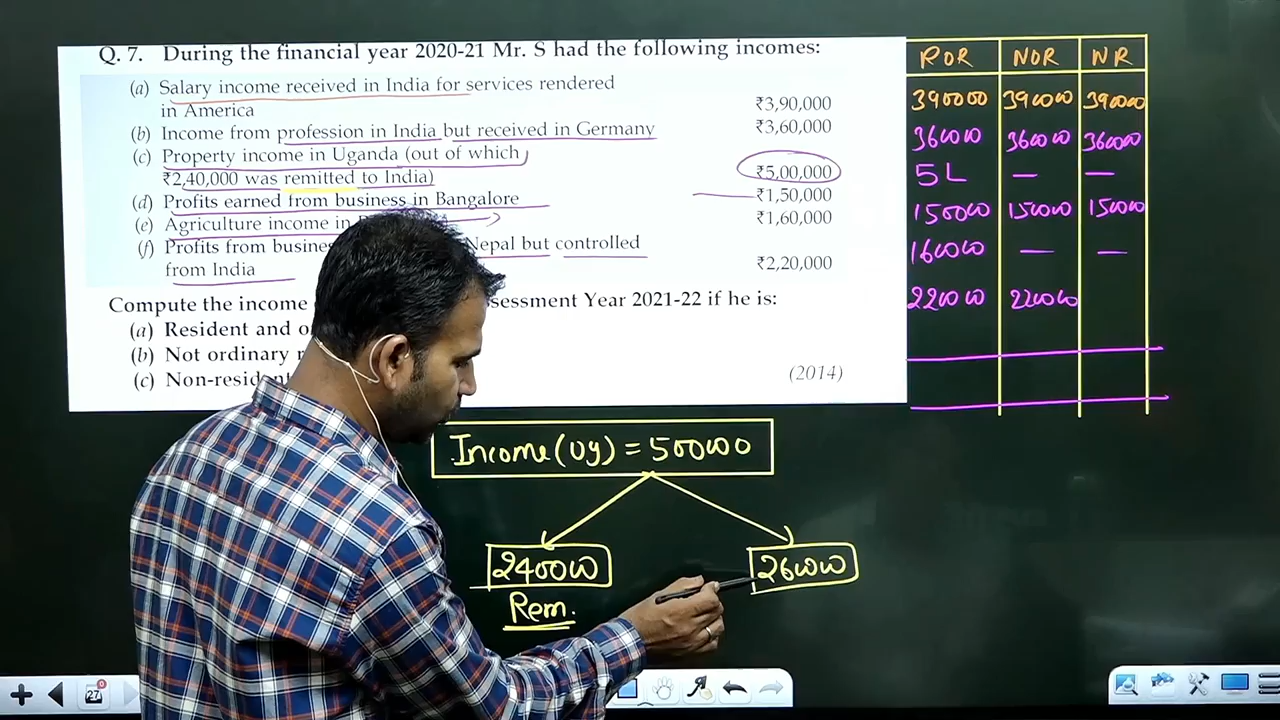 Q. 7. During the financial year 2020-21 Mr. S had the following incomes:
(a) Salary income received in India for services rendered
in America ₹3,90,000
(b) Income from profession in India but received in Germany ₹3,60,000
(c) Property income in Uganda (out of which
₹2,40,000 was remitted to India) ₹5,00,000
(d) Profits earned from business in Bangalore ₹1,50,000
(e) Agriculture income in ₹1,60,000
(f) Profits from Nepal but controlled
from India ₹2,20,000
Compute the income Year 2021-22 if he is:
(a) Resident and
(b) Not ordinary
(c) Non-resident
(2014)
ROR NOR NR
390000 390000 390000
360000 360000 360000
5L — —
150000 150000 150000
160000 — —
220000 220000
Income (ug) = 500000
240000 260000
Rem.
27 0